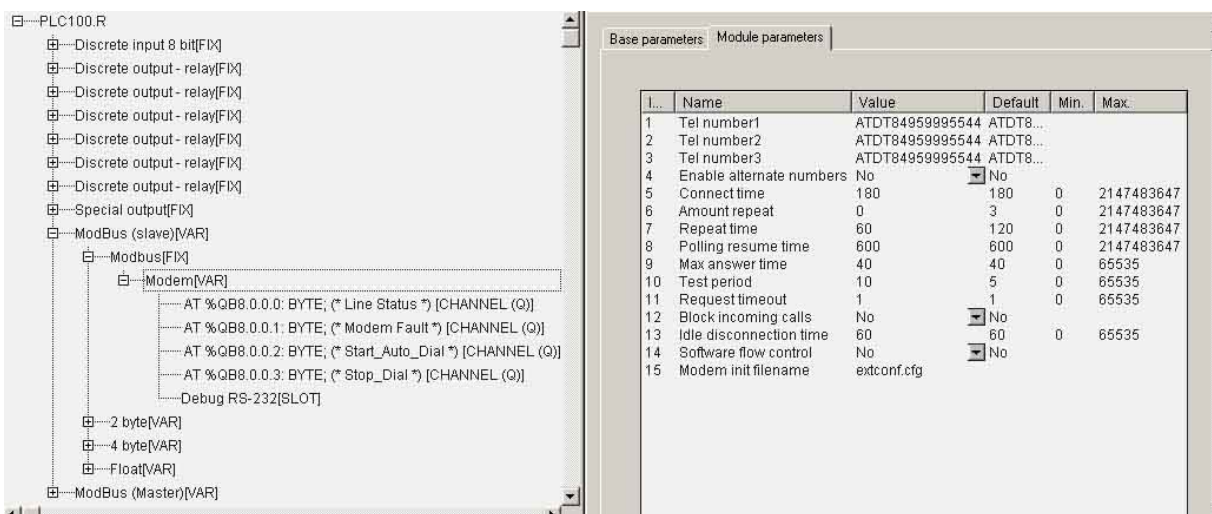 PLC100.R
Discrete input 8 bit[FIX]
Discrete output - relay[FIX]
Discrete output - relay[FIX]
Discrete output - relay[FIX]
Discrete output - relay[FIX]
Discrete output - relay[FIX]
Discrete output - relay[FIX]
Special output[FIX]
ModBus (slave)[VAR]
Modbus[FIX]
Modem[VAR]
AT %QB8.0.0.0: BYTE; (* Line Status *) [CHANNEL (Q)]
AT %QB8.0.0.1: BYTE; (* Modem Fault *) [CHANNEL (Q)]
AT %QB8.0.0.2: BYTE; (* Start_Auto_Dial *) [CHANNEL (Q)]
AT %QB8.0.0.3: BYTE; (* Stop_Dial *) [CHANNEL (Q)]
Debug RS-232[SLOT]
2 byte[VAR]
4 byte[VAR]
Float[VAR]
ModBus (Master)[VAR]
Base parameters Module parameters
I... Name Value Default Min. Max.
1 Tel number1 ATDT84959995544 ATDT8...
2 Tel number2 ATDT84959995544 ATDT8...
3 Tel number3 ATDT84959995544 ATDT8...
4 Enable alternate numbers No No
5 Connect time 180 180 0 2147483647
6 Amount repeat 0 3 0 2147483647
7 Repeat time 60 120 0 2147483647
8 Polling resume time 600 600 0 2147483647
9 Max answer time 40 40 0 65535
10 Test period 10 5 0 65535
11 Request timeout 1 1 0 65535
12 Block incoming calls No No
13 Idle disconnection time 60 60 0 65535
14 Software flow control No No
15 Modem init filename extconf.cfg